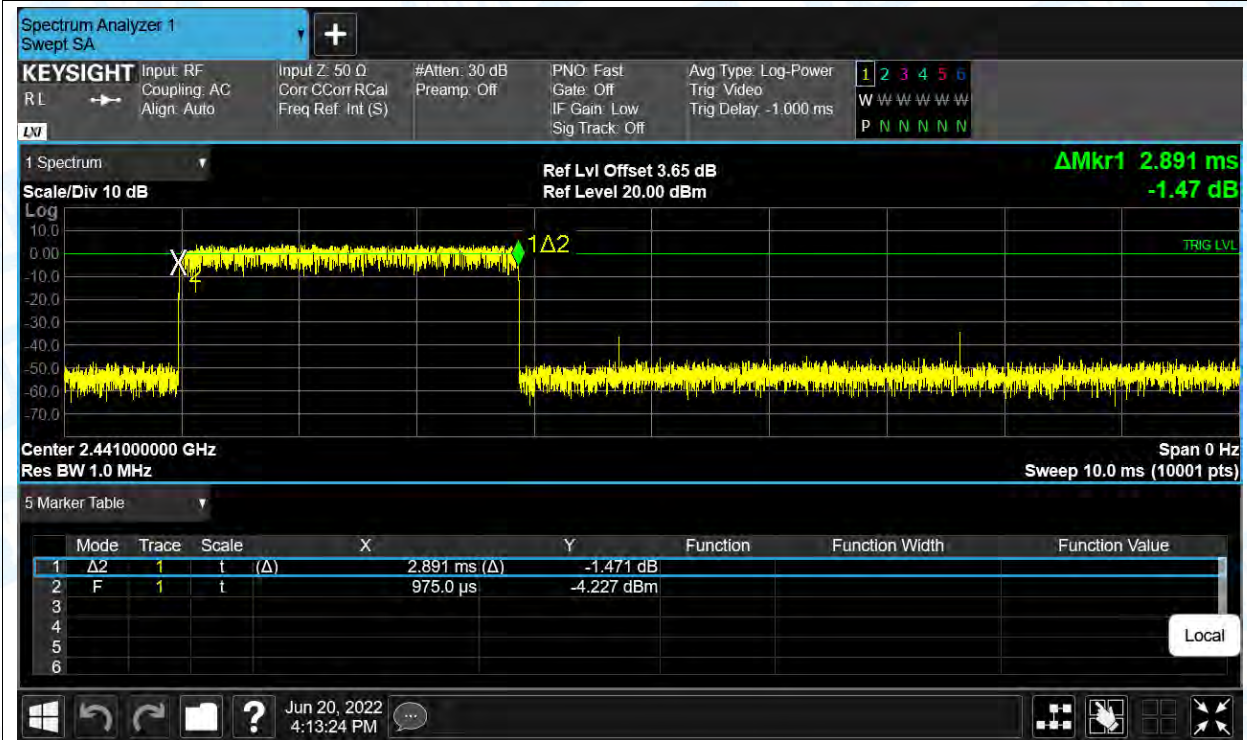 Spectrum Analyzer 1
Swept SA
KEYSIGHT
R L
LXI
Input: RF
Coupling: AC
Align: Auto
Input Z: 50 Ω
Corr CCorr RCal
Freq Ref: Int (S)
#Atten: 30 dB
Preamp: Off
PNO: Fast
Gate: Off
IF Gain: Low
Sig Track: Off
Avg Type: Log-Power
Trig: Video
Trig Delay: -1.000 ms
1 2 3 4 5 6
W W W W W W
P N N N N N
1 Spectrum
Scale/Div 10 dB
Ref Lvl Offset 3.65 dB
Ref Level 20.00 dBm
ΔMkr1 2.891 ms
-1.47 dB
Log
10.0
0.00
-10.0
-20.0
-30.0
-40.0
-50.0
-60.0
-70.0
X
2
1Δ2
TRIG LVL
Center 2.441000000 GHz
Res BW 1.0 MHz
Span 0 Hz
Sweep 10.0 ms (10001 pts)
5 Marker Table
Mode Trace Scale X Y Function Function Width Function Value
1 Δ2 1 t (Δ) 2.891 ms (Δ) -1.471 dB
2 F 1 t 975.0 µs -4.227 dBm
3
4
5
6
Local
?
Jun 20, 2022
4:13:24 PM